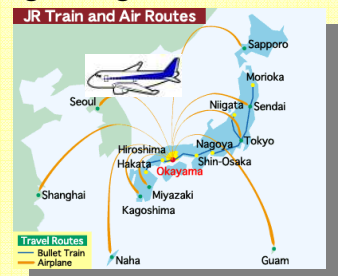 JR Train and Air Routes
Sapporo
Morioka
Seoul
Niigata
Sendai
Hiroshima
Nagoya
Tokyo
Hakata
Shin-Osaka
Okayama
Shanghai
Miyazaki
Kagoshima
Travel Routes
Bullet Train
Airplane
Naha
Guam